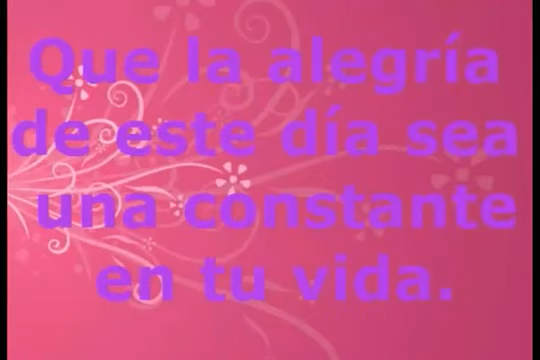 Que la alegría
de este día sea
una constante
en tu vida.